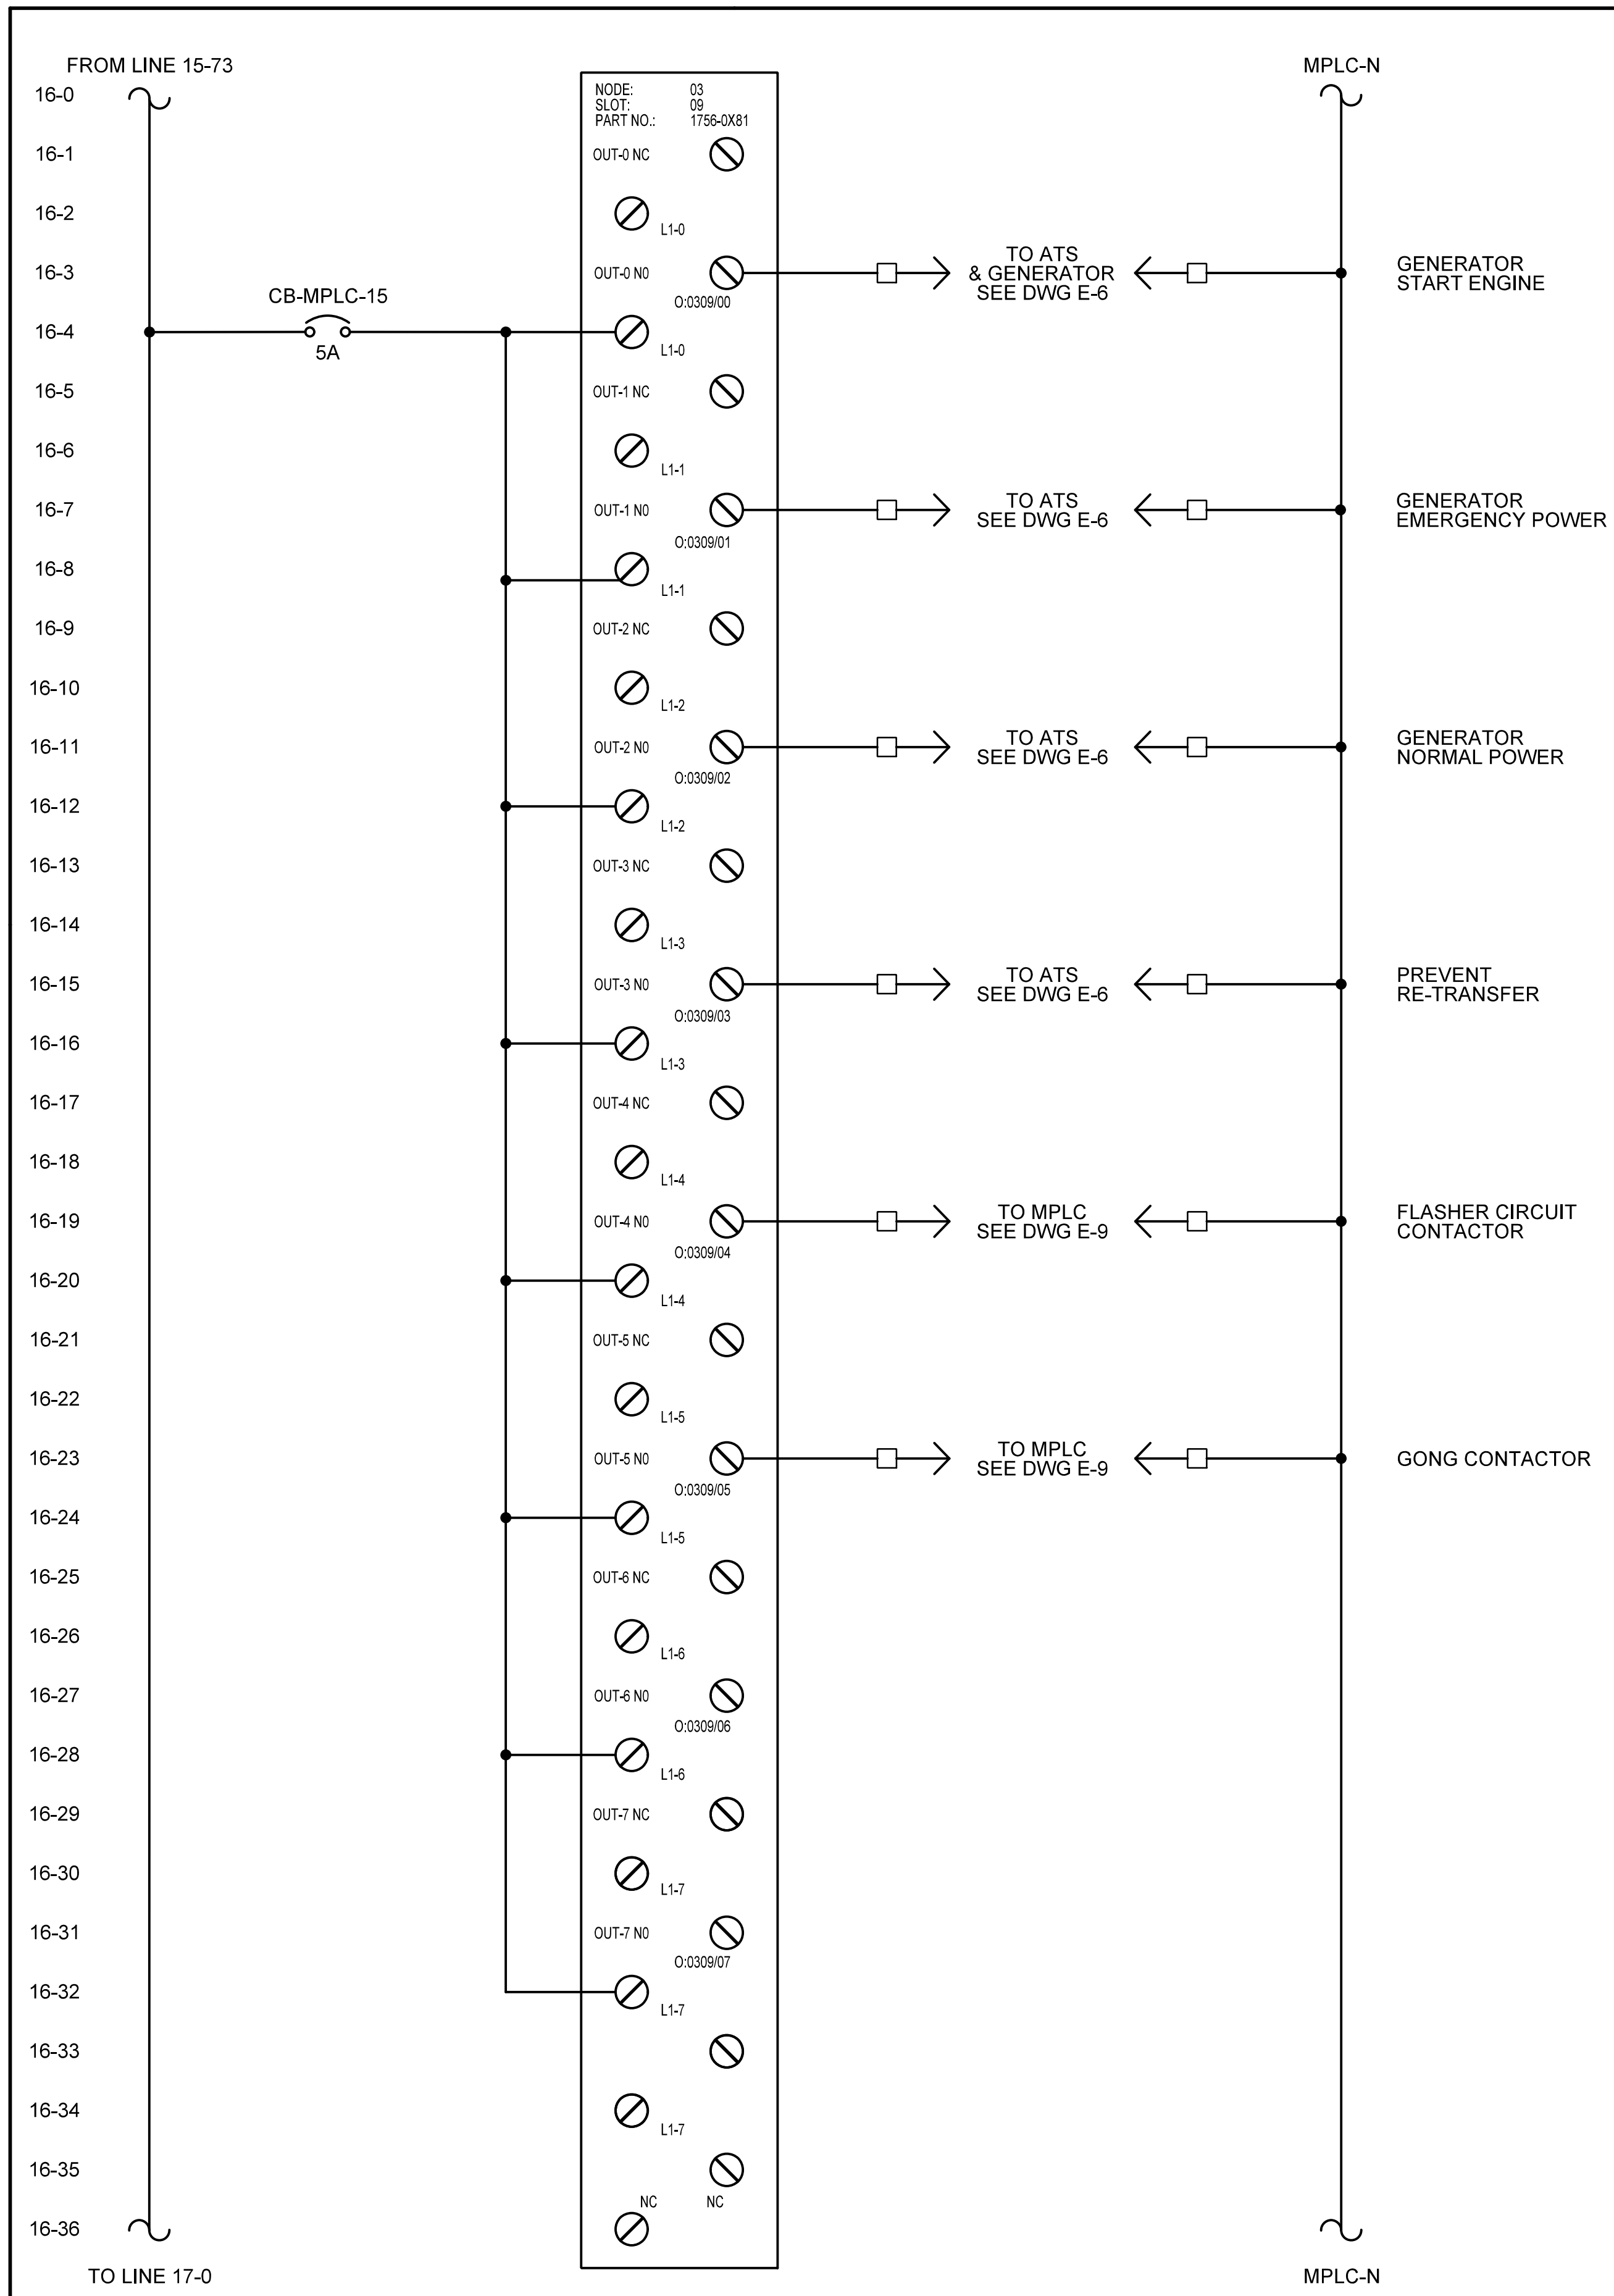 FROM LINE 15-73
MPLC-N
16-0
NODE: 03
SLOT: 09
PART NO.: 1756-0X81
16-1
OUT-0 NC
16-2
L1-0
16-3
OUT-0 N0
O:0309/00
TO ATS
& GENERATOR
SEE DWG E-6
GENERATOR
START ENGINE
CB-MPLC-15
16-4
5A
L1-0
16-5
OUT-1 NC
16-6
L1-1
16-7
OUT-1 N0
O:0309/01
TO ATS
SEE DWG E-6
GENERATOR
EMERGENCY POWER
16-8
L1-1
16-9
OUT-2 NC
16-10
L1-2
16-11
OUT-2 N0
O:0309/02
TO ATS
SEE DWG E-6
GENERATOR
NORMAL POWER
16-12
L1-2
16-13
OUT-3 NC
16-14
L1-3
16-15
OUT-3 N0
O:0309/03
TO ATS
SEE DWG E-6
PREVENT
RE-TRANSFER
16-16
L1-3
16-17
OUT-4 NC
16-18
L1-4
16-19
OUT-4 N0
O:0309/04
TO MPLC
SEE DWG E-9
FLASHER CIRCUIT
CONTACTOR
16-20
L1-4
16-21
OUT-5 NC
16-22
L1-5
16-23
OUT-5 N0
O:0309/05
TO MPLC
SEE DWG E-9
GONG CONTACTOR
16-24
L1-5
16-25
OUT-6 NC
16-26
L1-6
16-27
OUT-6 N0
O:0309/06
16-28
L1-6
16-29
OUT-7 NC
16-30
L1-7
16-31
OUT-7 N0
O:0309/07
16-32
L1-7
16-33
16-34
L1-7
16-35
NC NC
16-36
TO LINE 17-0
MPLC-N